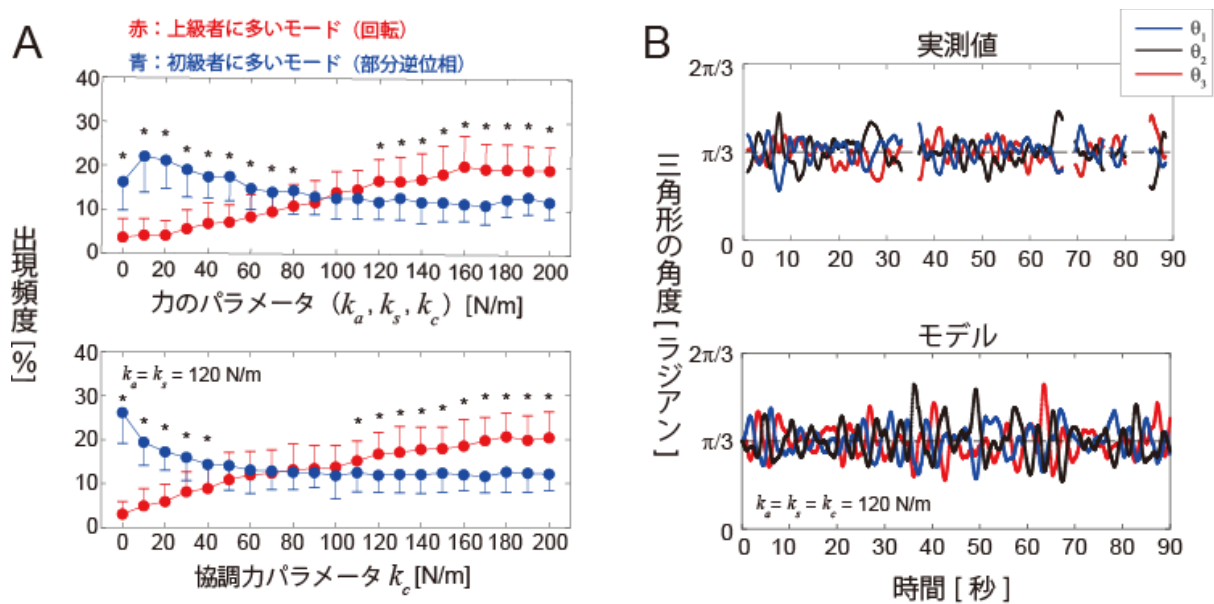 A
赤：上級者に多いモード（回転）
青：初級者に多いモード（部分逆位相）
出現頻度[%]
40
30
20
10
0
* * * * * * * * * * * * * * * * * *
0 20 40 60 80 100 120 140 160 180 200
力のパラメータ（ka, ks, kc）[N/m]
40
30
20
10
0
ka= ks = 120 N/m
* * * * * * * * * * * * * * *
0 20 40 60 80 100 120 140 160 180 200
協調力パラメータ kc [N/m]
B
実測値
θ1
θ2
θ3
三角形の角度[ラジアン]
2π/3
π/3
0
0 10 20 30 40 50 60 70 80 90
モデル
2π/3
π/3
0
ka= ks = kc = 120 N/m
0 10 20 30 40 50 60 70 80 90
時間[秒]